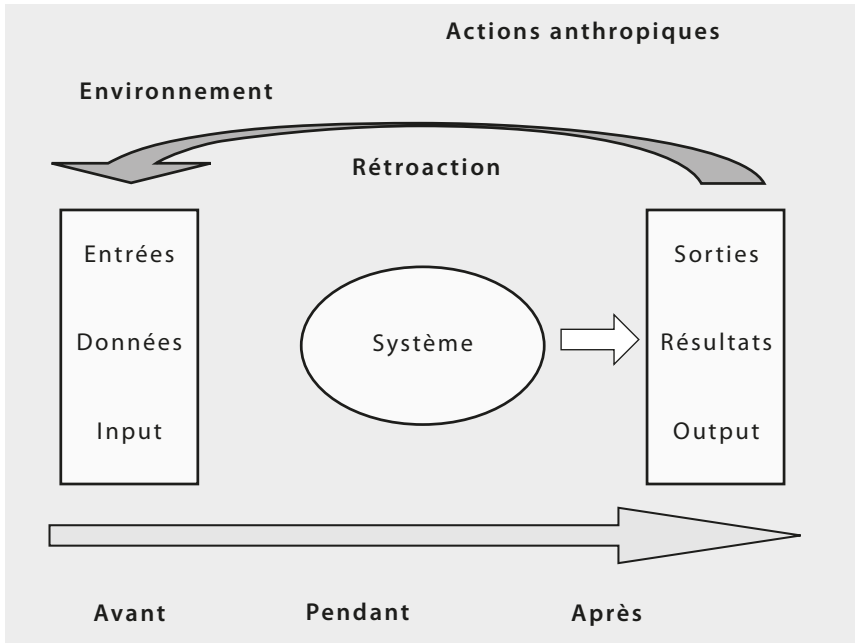 Actions anthropiques
Environnement
Rétroaction
Entrées
Données
Input
Système
Sorties
Résultats
Output
Avant
Pendant
Après